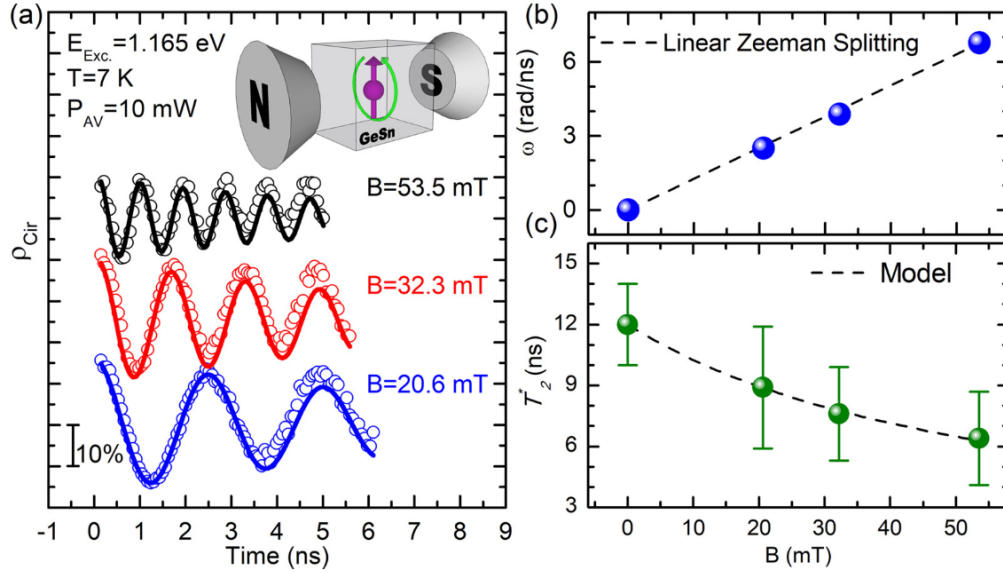 (a)
E_Exc.=1.165 eV
T=7 K
P_AV=10 mW
N
S
GeSn
B=53.5 mT
B=32.3 mT
B=20.6 mT
10%
ρ_Cir
-1 0 1 2 3 4 5 6 7 8 9
Time (ns)
(b)
Linear Zeeman Splitting
6
3
0
ω (rad/ns)
(c)
Model
15
12
9
6
3
T*_2 (ns)
0 10 20 30 40 50
B (mT)